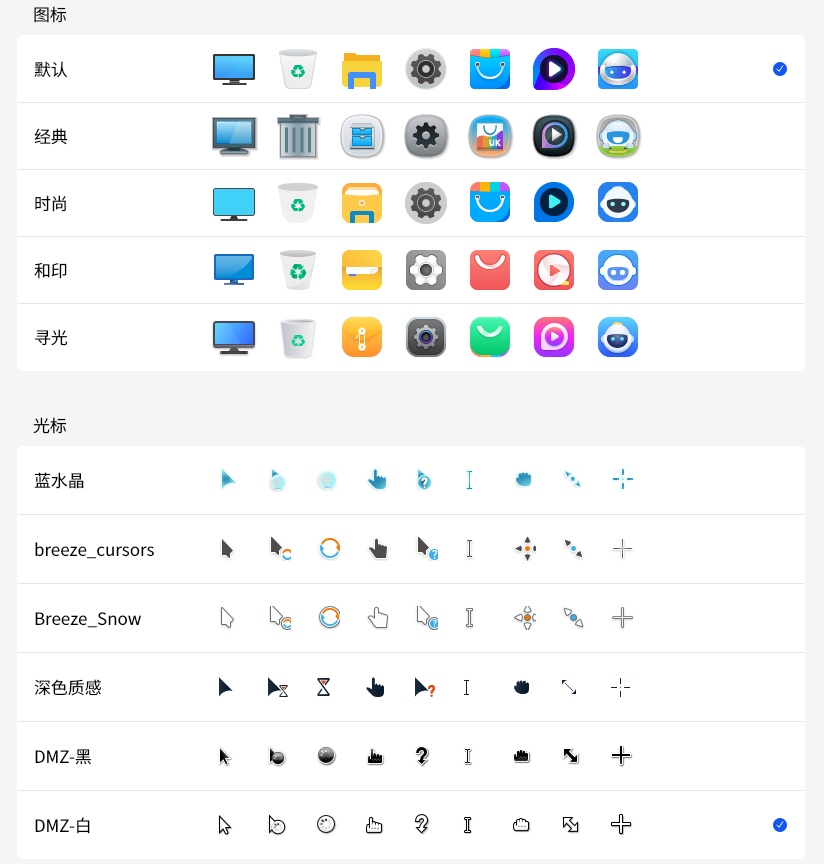 图标
默认
经典
UK
时尚
和印
寻光
光标
蓝水晶
breeze_cursors
Breeze_Snow
深色质感
DMZ-黑
DMZ-白